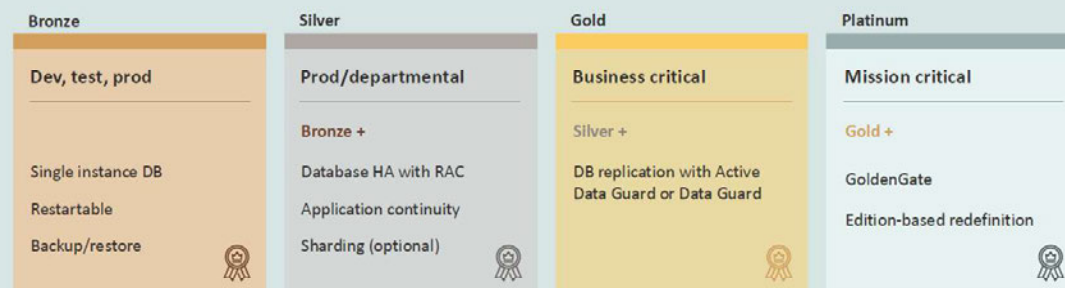 Bronze
Dev, test, prod
Single instance DB
Restartable
Backup/restore
Silver
Prod/departmental
Bronze +
Database HA with RAC
Application continuity
Sharding (optional)
Gold
Business critical
Silver +
DB replication with Active
Data Guard or Data Guard
Platinum
Mission critical
Gold +
GoldenGate
Edition-based redefinition